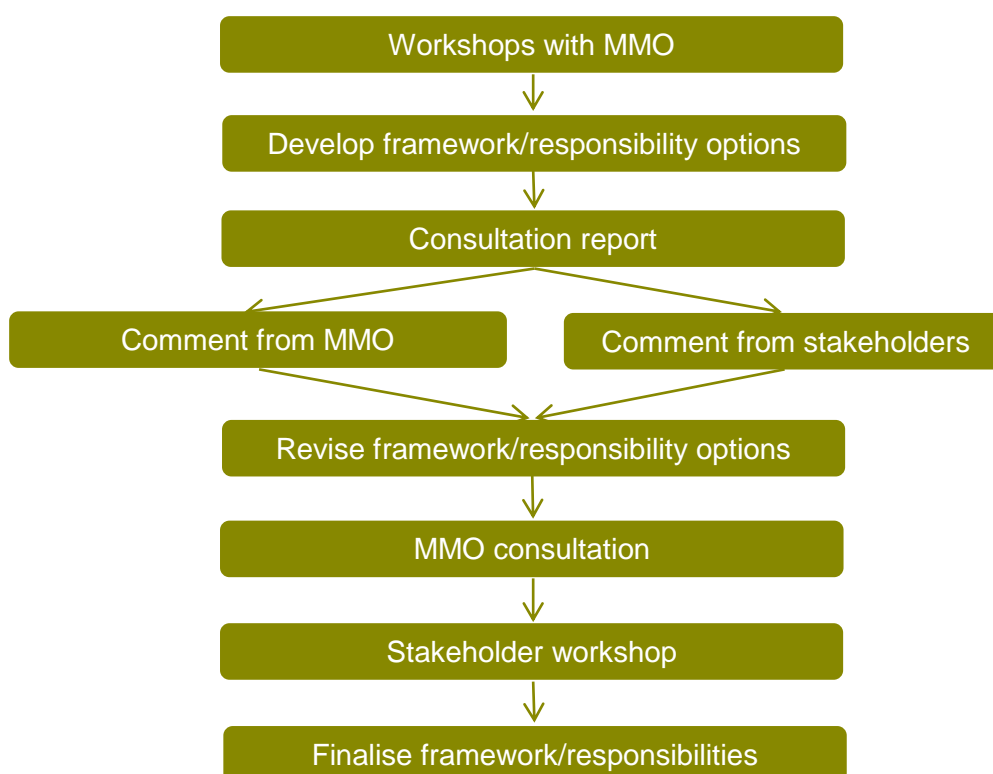 Workshops with MMO
Develop framework/responsibility options
Consultation report
Comment from MMO
Comment from stakeholders
Revise framework/responsibility options
MMO consultation
Stakeholder workshop
Finalise framework/responsibilities